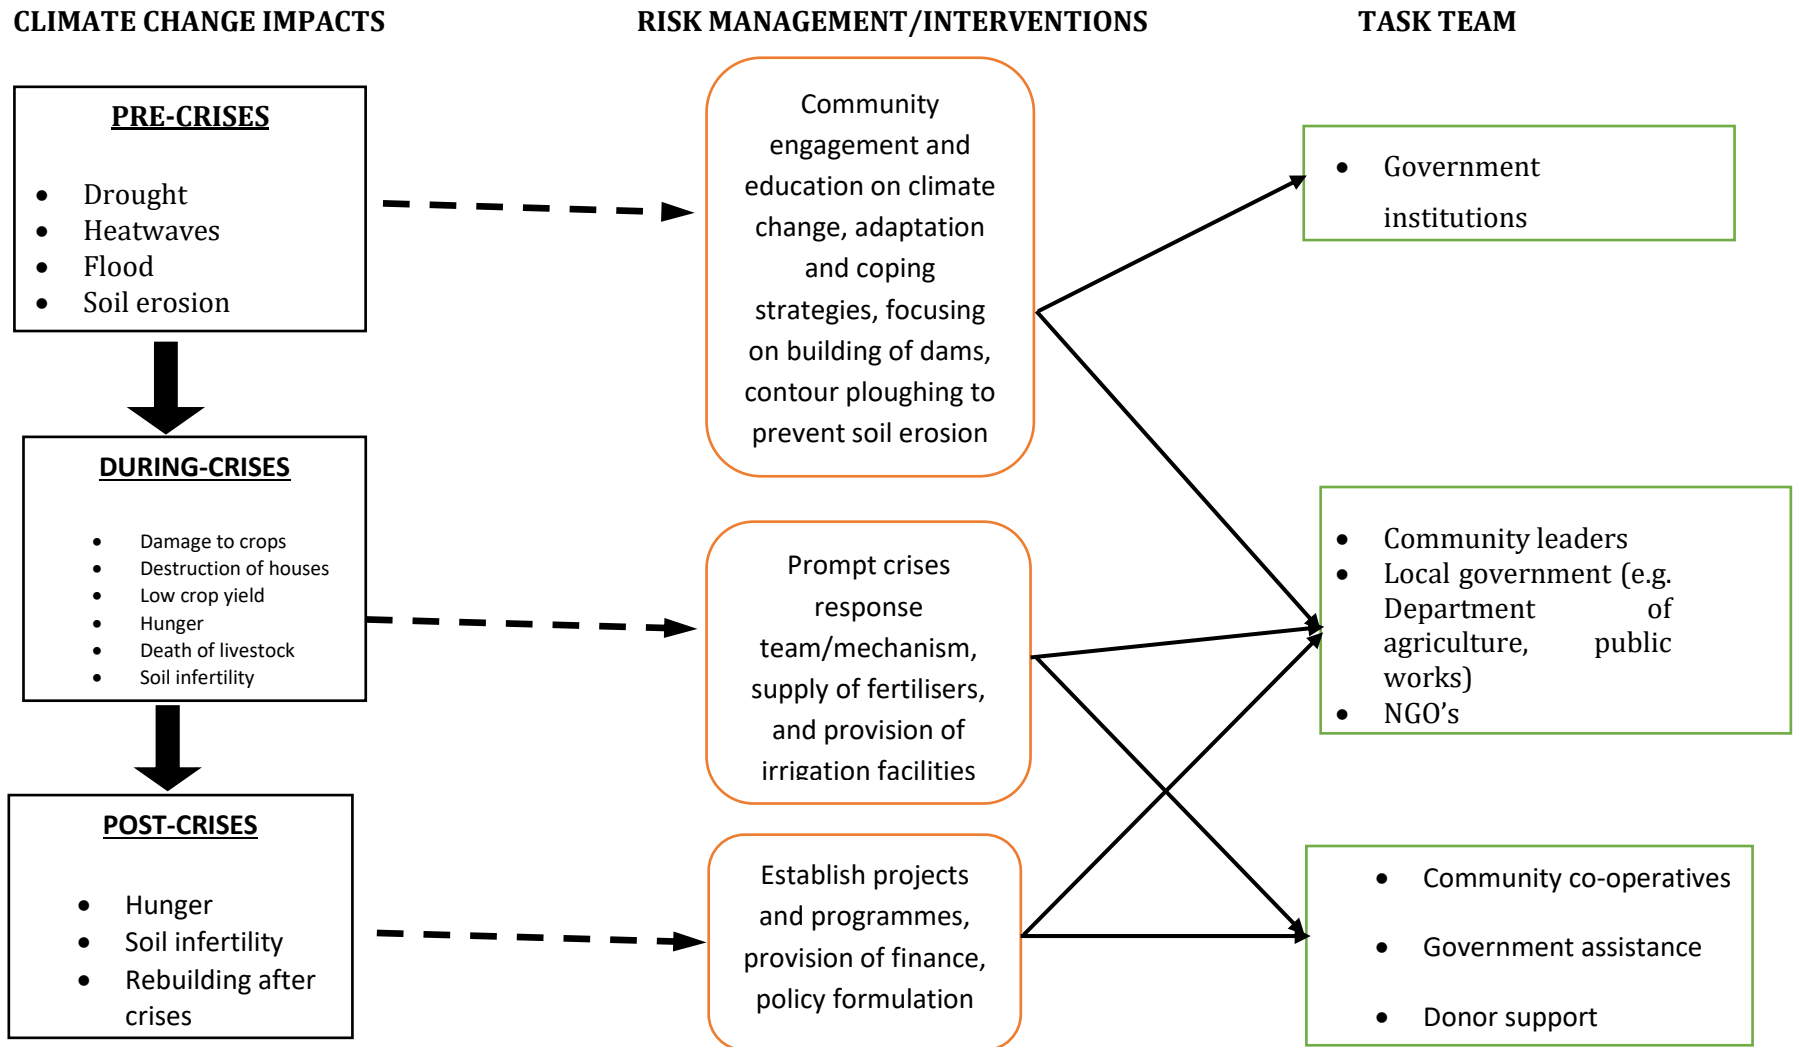 CLIMATE CHANGE IMPACTS
RISK MANAGEMENT/INTERVENTIONS
TASK TEAM
PRE-CRISES
• Drought
• Heatwaves
• Flood
• Soil erosion
DURING-CRISES
• Damage to crops
• Destruction of houses
• Low crop yield
• Hunger
• Death of livestock
• Soil infertility
POST-CRISES
• Hunger
• Soil infertility
• Rebuilding after
crises
Community
engagement and
education on climate
change, adaptation
and coping
strategies, focusing
on building of dams,
contour ploughing to
prevent soil erosion
Prompt crises
response
team/mechanism,
supply of fertilisers,
and provision of
irrigation facilities
Establish projects
and programmes,
provision of finance,
policy formulation
• Government
institutions
• Community leaders
• Local government (e.g.
Department of
agriculture, public
works)
• NGO's
• Community co-operatives
• Government assistance
• Donor support